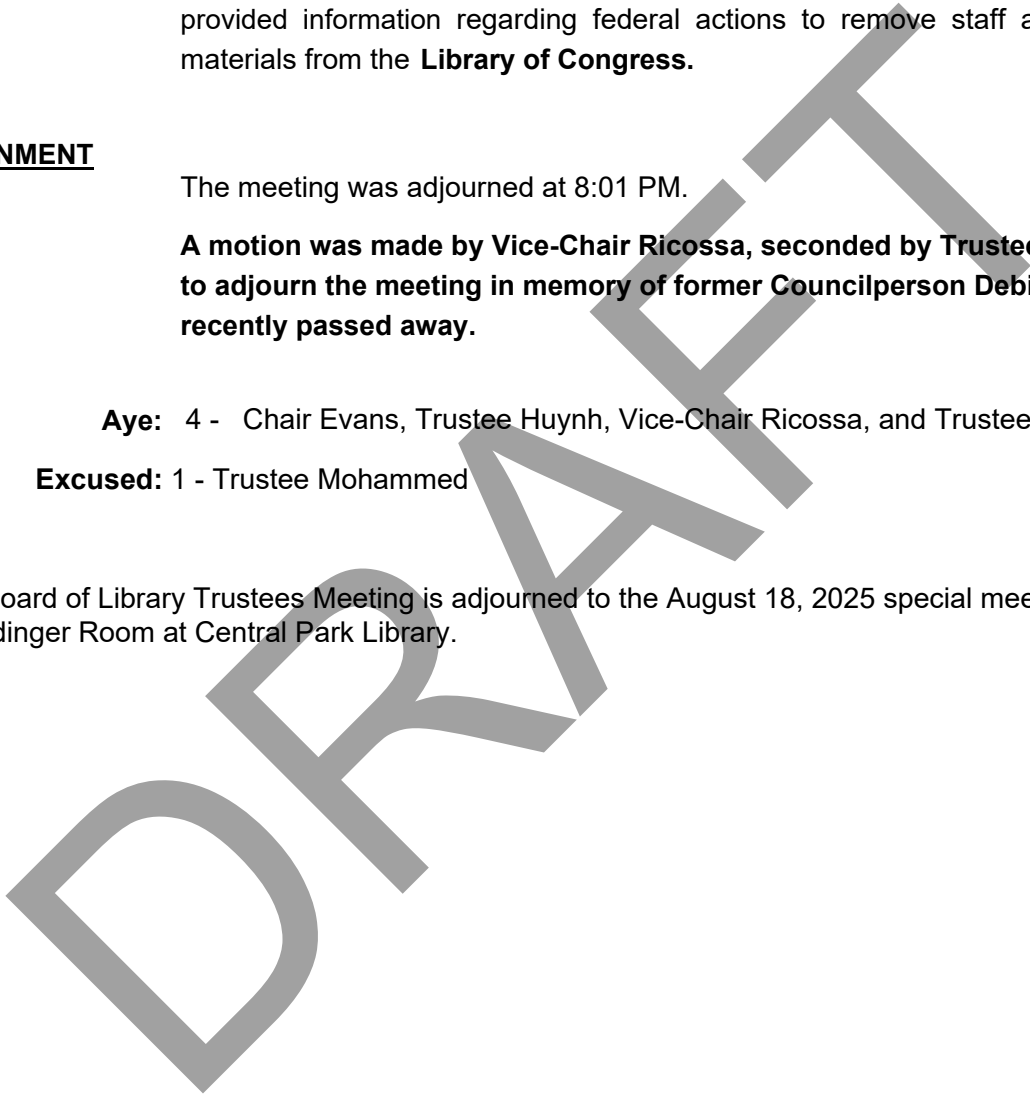 provided information regarding federal actions to remove staff a
materials from the Library of Congress.
NMENT
The meeting was adjourned at 8:01 PM.
A motion was made by Vice-Chair Ricossa, seconded by Trustee
to adjourn the meeting in memory of former Councilperson Debi
recently passed away.
Aye: 4 - Chair Evans, Trustee Huynh, Vice-Chair Ricossa, and Trustee
Excused: 1 - Trustee Mohammed
oard of Library Trustees Meeting is adjourned to the August 18, 2025 special mee
dinger Room at Central Park Library.
DRAFT